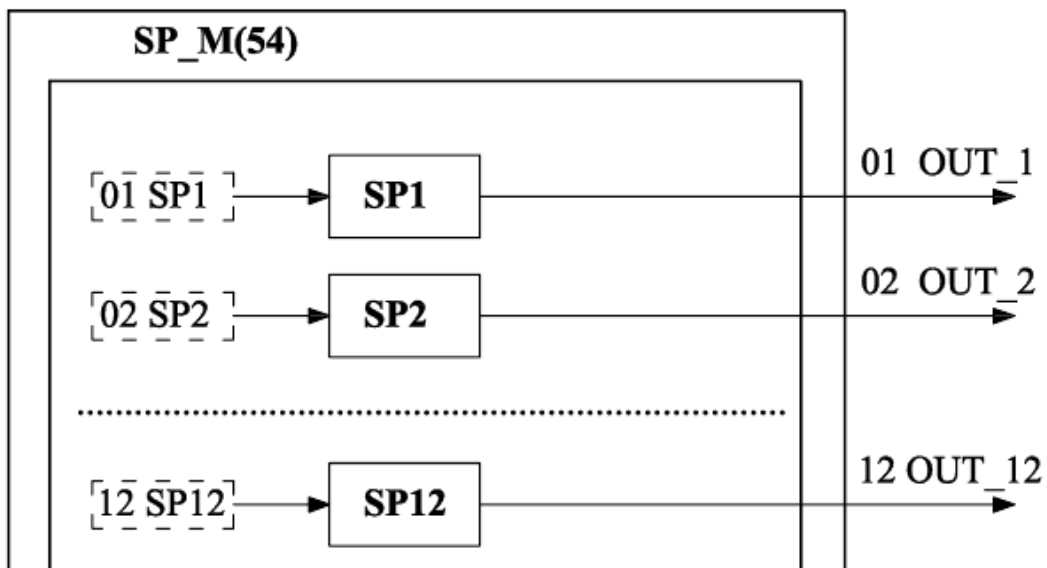 SP_M(54)
01 OUT_1
01 SP1 SP1
02 OUT_2
02 SP2 SP2
12 OUT_12
12 SP12 SP12